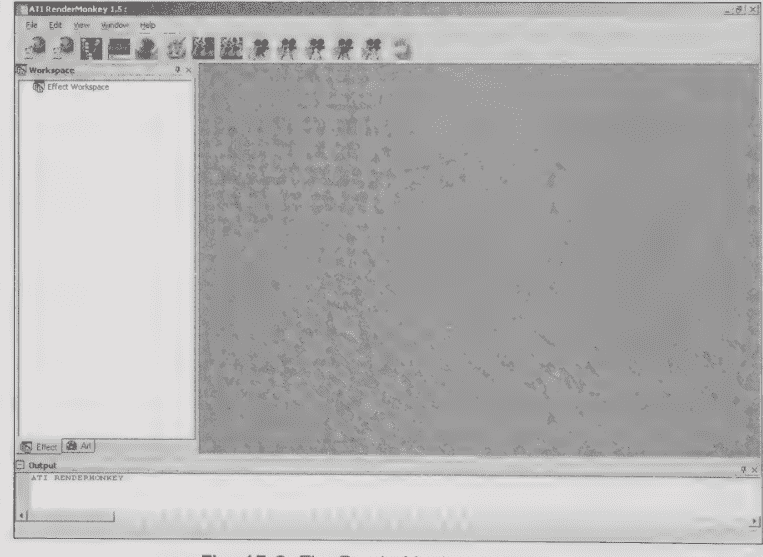 ATI RenderMonkey 1.5:
File Edit View Window Help
Workspace
Effect Workspace
Effect Art
Output
ATI RENDERMONKEY